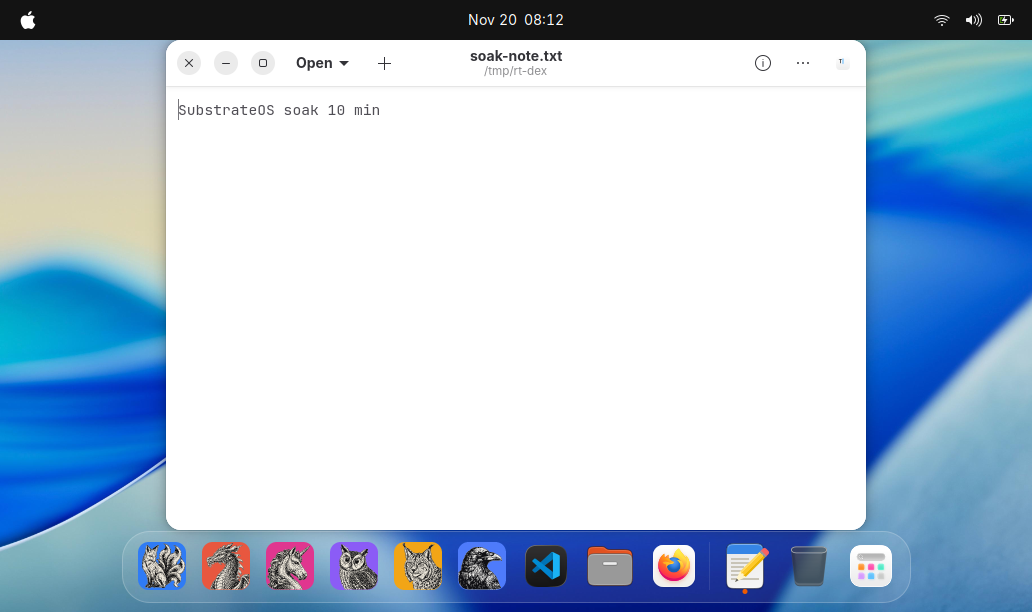 Nov 20 08:12
Open
soak-note.txt
/tmp/rt-dex
SubstrateOS soak 10 min